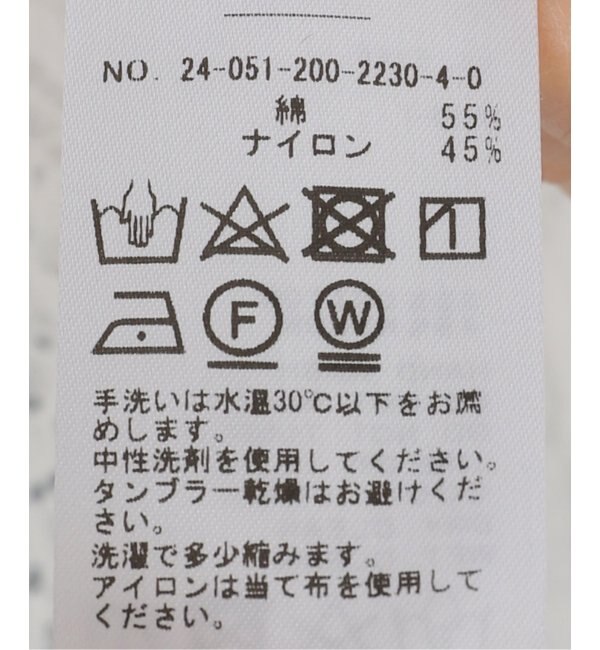 NO. 24-051-200-2230-4-0
綿 55%
ナイロン 45%
F W
手洗いは水温30℃以下をお薦
めします。
中性洗剤を使用してください。
タンブラー乾燥はお避けくだ
さい。
洗濯で多少縮みます。
アイロンは当て布を使用して
ください。